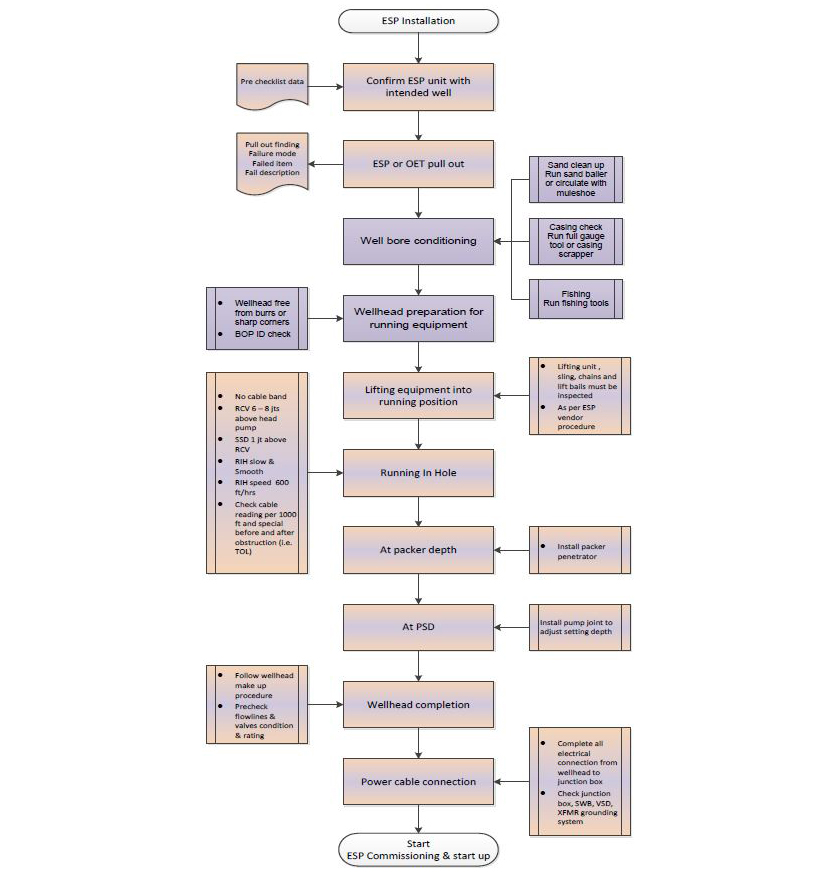 ESP Installation
Pre checklist data
Confirm ESP unit with
intended well
Pull out finding
Failure mode
Failed item
Fail description
ESP or OET pull out
Sand clean up
Run sand bailer
or circulate with
muleshoe
Well bore conditioning
Casing check
Run full gauge
tool or casing
scrapper
Fishing
Run fishing tools
• Wellhead free
from burrs or
sharp corners
• BOP ID check
Wellhead preparation for
running equipment
Lifting equipment into
running position
• Lifting unit ,
sling, chains and
lift bails must be
inspected
• As per ESP
vendor
procedure
• No cable band
• RCV 6 – 8 jts
above head
pump
• SSD 1 jt above
RCV
• RIH slow &
Smooth
• RIH speed 600
ft/hrs
• Check cable
reading per 1000
ft and special
before and after
obstruction (i.e.
TOL)
Running In Hole
At packer depth
• Install packer
penetrator
At PSD
Install pump joint to
adjust setting depth
• Follow wellhead
make up
procedure
• Precheck
flowlines &
valves condition
& rating
Wellhead completion
Power cable connection
• Complete all
electrical
connection from
wellhead to
junction box
• Check junction
box, SWB, VSD,
XFMR grounding
system
Start
ESP Commissioning & start up